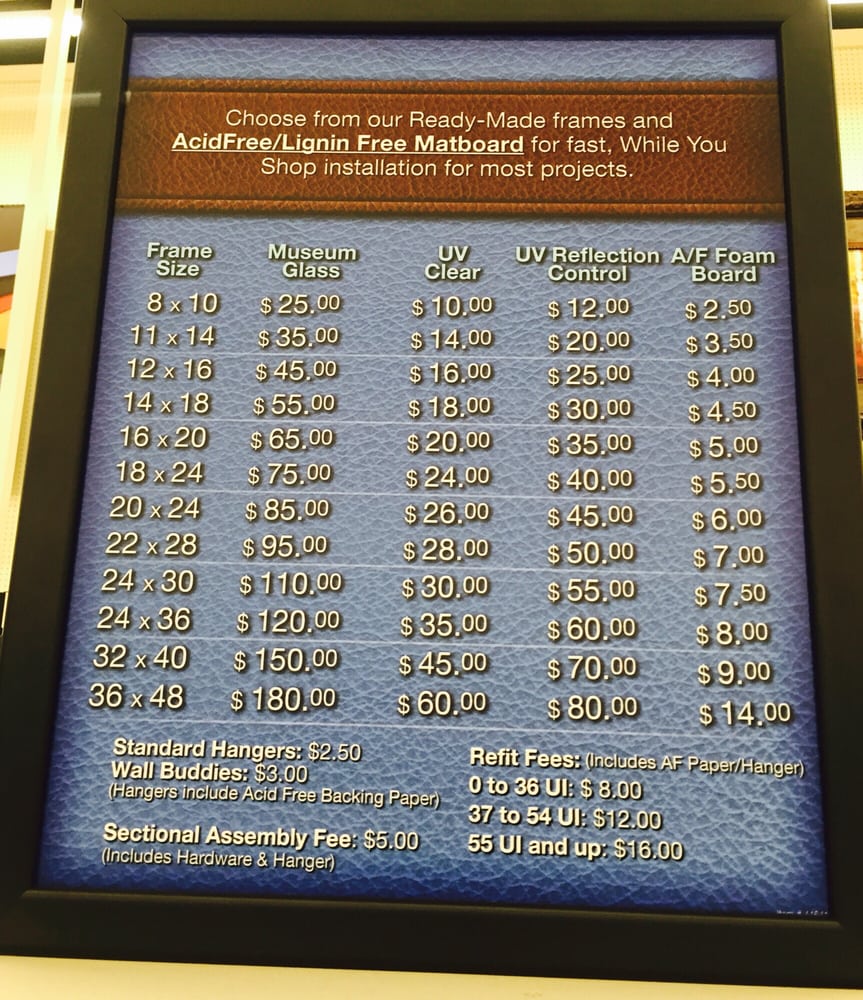 Choose from our Ready-Made frames and
AcidFree/Lignin Free Matboard for fast, While You
Shop installation for most projects.
Frame Size Museum Glass UV Clear UV Reflection Control A/F Foam Board
8 x 10 $ 25.00 $ 10.00 $ 12.00 $ 2.50
11 x 14 $ 35.00 $ 14.00 $ 20.00 $ 3.50
12 x 16 $ 45.00 $ 16.00 $ 25.00 $ 4.00
14 x 18 $ 55.00 $ 18.00 $ 30.00 $ 4.50
16 x 20 $ 65.00 $ 20.00 $ 35.00 $ 5.00
18 x 24 $ 75.00 $ 24.00 $ 40.00 $ 5.50
20 x 24 $ 85.00 $ 26.00 $ 45.00 $ 6.00
22 x 28 $ 95.00 $ 28.00 $ 50.00 $ 7.00
24 x 30 $ 110.00 $ 30.00 $ 55.00 $ 7.50
24 x 36 $ 120.00 $ 35.00 $ 60.00 $ 8.00
32 x 40 $ 150.00 $ 45.00 $ 70.00 $ 9.00
36 x 48 $ 180.00 $ 60.00 $ 80.00 $ 14.00
Standard Hangers: $2.50
Wall Buddies: $3.00
(Hangers include Acid Free Backing Paper)
Sectional Assembly Fee: $5.00
(Includes Hardware & Hanger)
Refit Fees: (Includes AF Paper/Hanger)
0 to 36 UI: $ 8.00
37 to 54 UI: $12.00
55 UI and up: $16.00